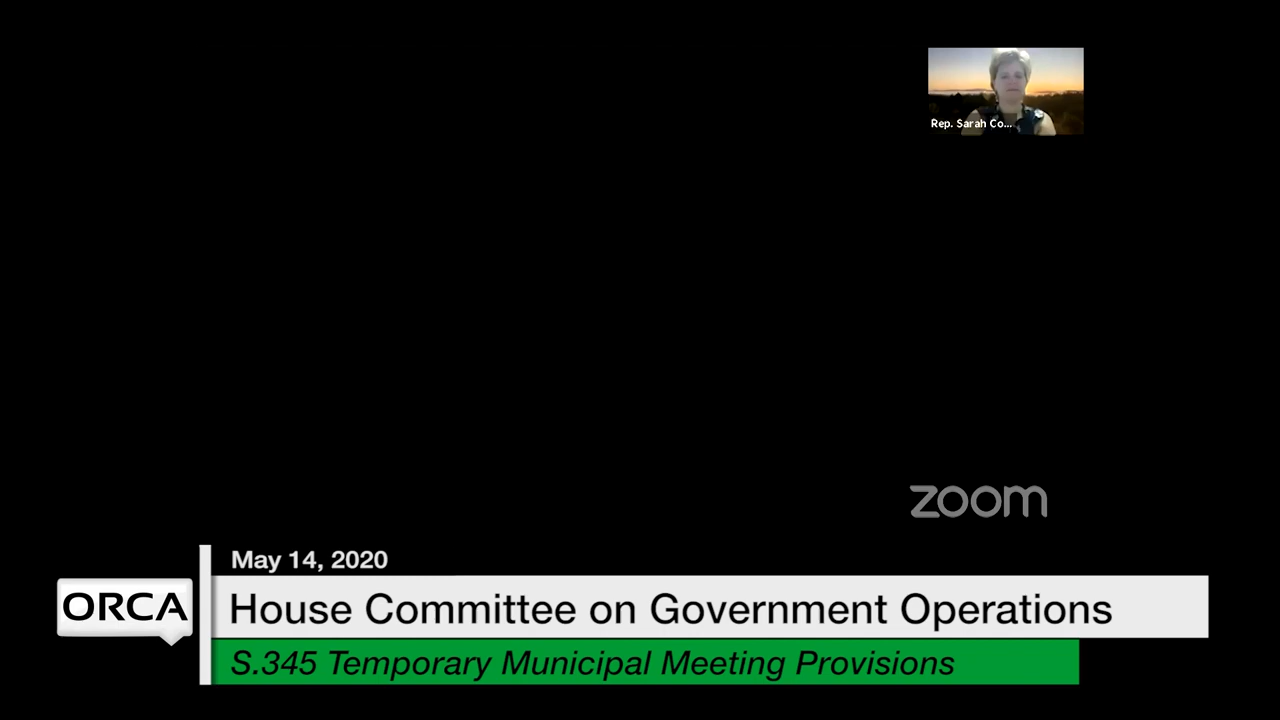 Rep. Sarah Co...
zoom
May 14, 2020
ORCA
House Committee on Government Operations
S.345 Temporary Municipal Meeting Provisions